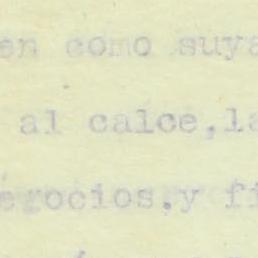 en como suya
al calce, la
egocios, y fi